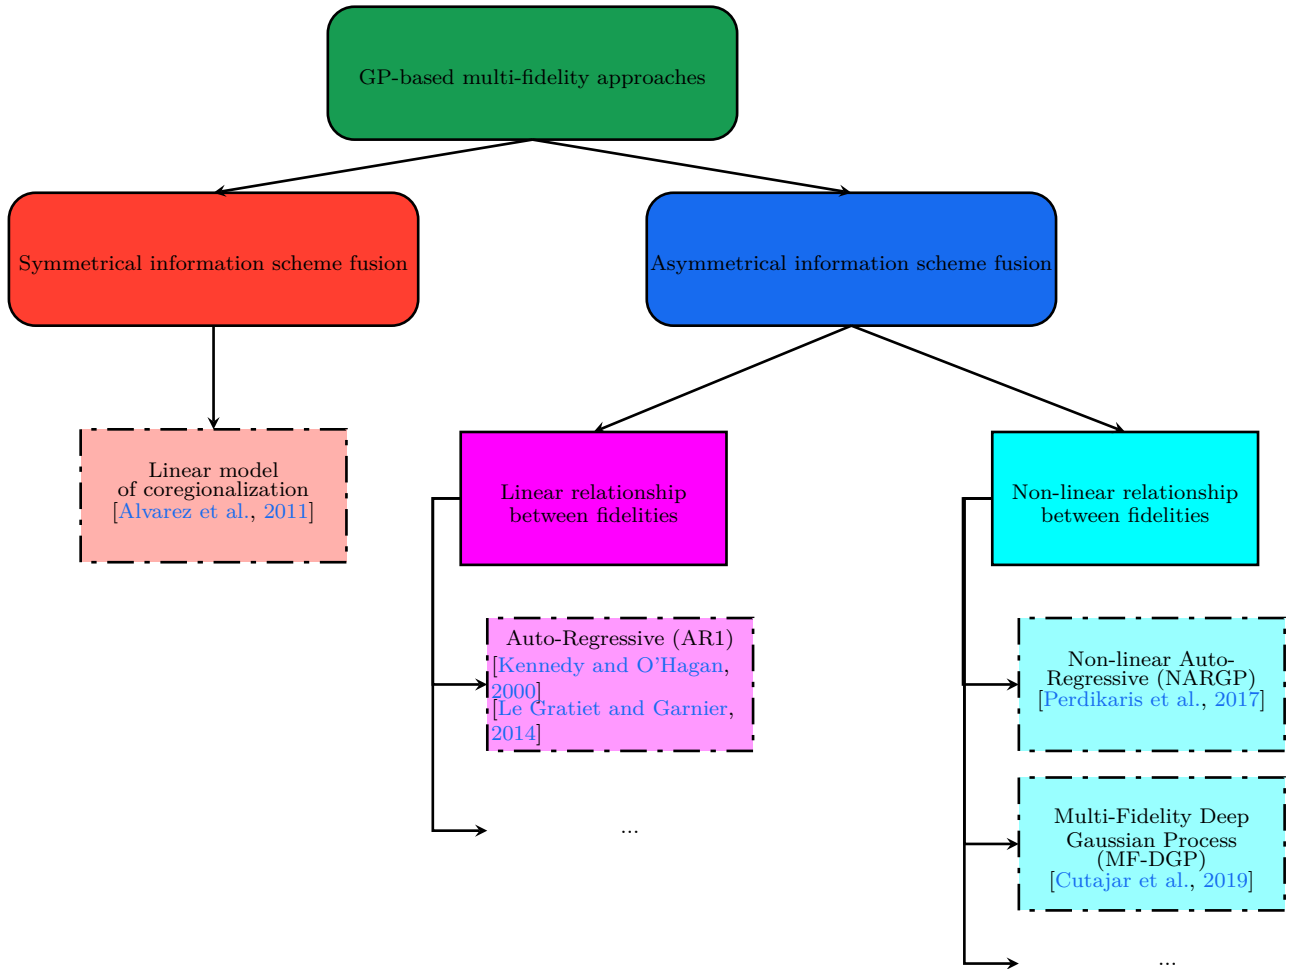 GP-based multi-fidelity approaches
Symmetrical information scheme fusion
Asymmetrical information scheme fusion
Linear model
of coregionalization
[Alvarez et al., 2011]
Linear relationship
between fidelities
Non-linear relationship
between fidelities
Auto-Regressive (AR1)
[Kennedy and O'Hagan,
2000]
[Le Gratiet and Garnier,
2014]
...
Non-linear Auto-
Regressive (NARGP)
[Perdikaris et al., 2017]
Multi-Fidelity Deep
Gaussian Process
(MF-DGP)
[Cutajar et al., 2019]
...